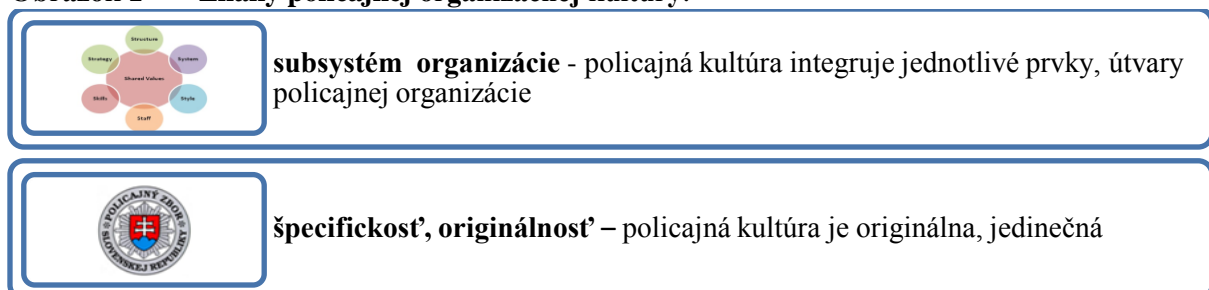 Structure
Strategy
System
Shared Values
Skills
Style
Staff
subsystém organizácie - policajná kultúra integruje jednotlivé prvky, útvary
policajnej organizácie
POLICAJNÝ ZBOR
SLOVENSKEJ REPUBLIKY
špecifickosť, originálnosť – policajná kultúra je originálna, jedinečná